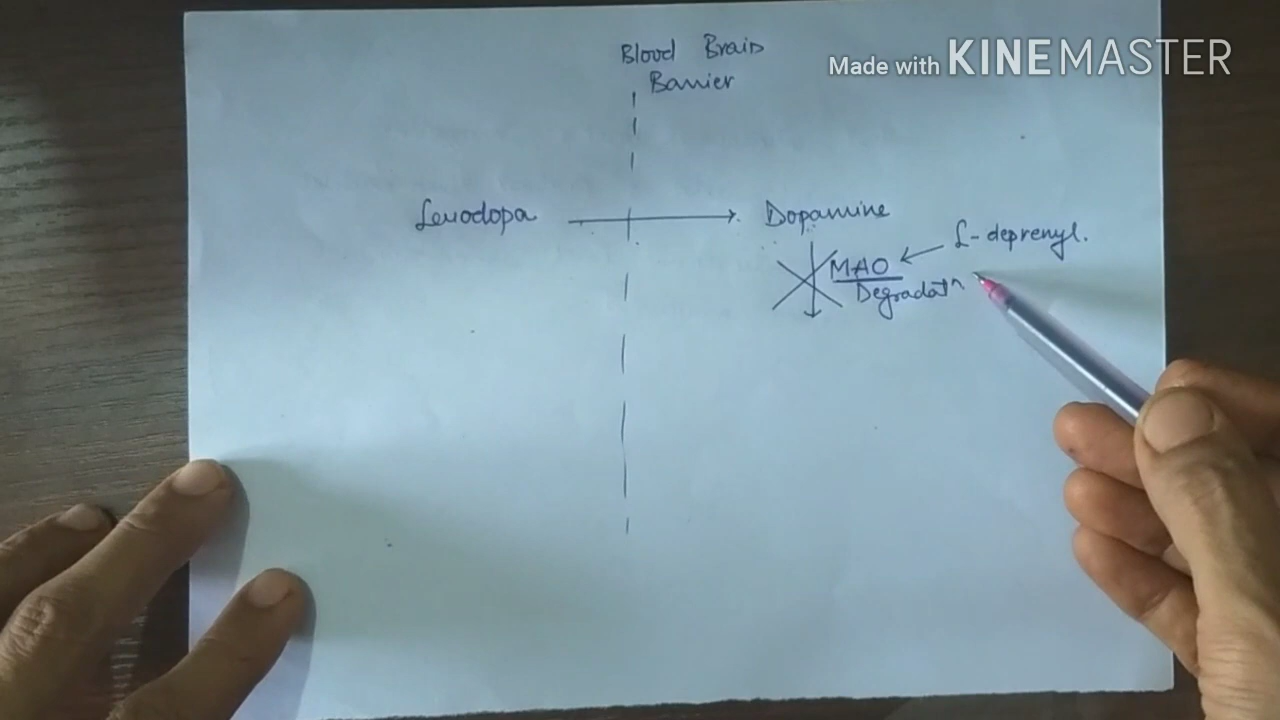 Blood Brain
Barrier
Made with KINEMASTER
Levodopa
Dopamine
L-deprenyl.
MAO
Degradatn